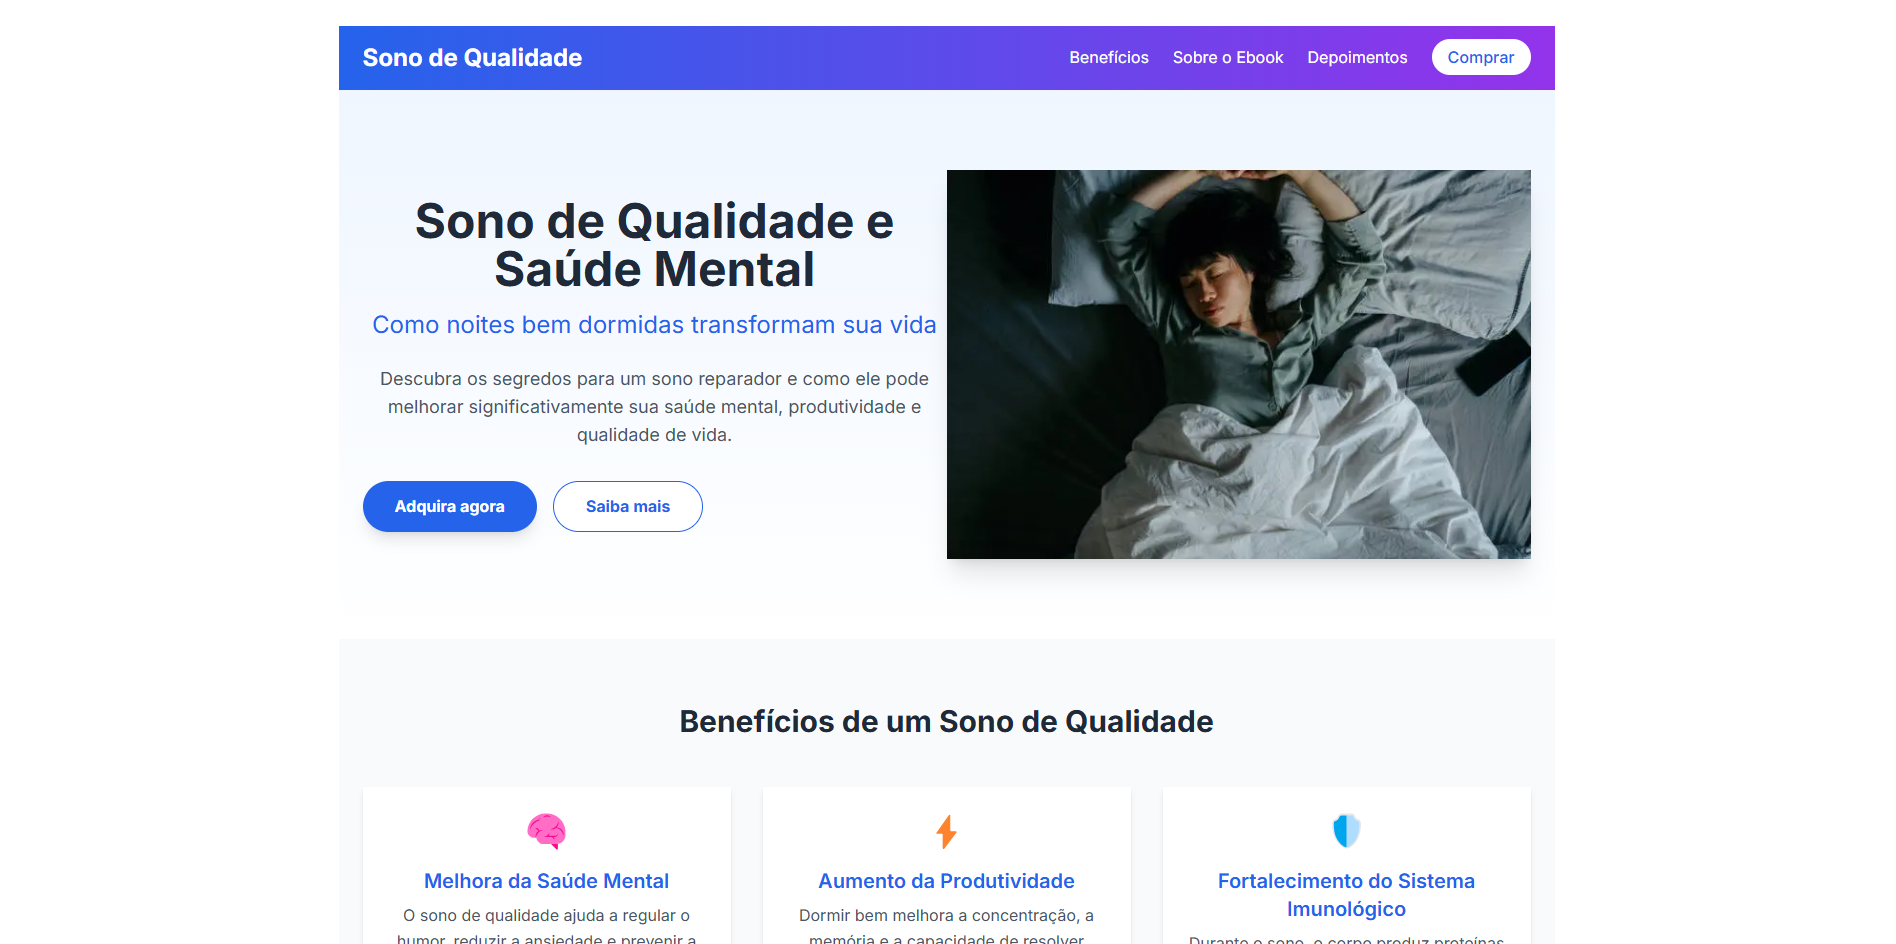 Sono de Qualidade
Benefícios
Sobre o Ebook
Depoimentos
Comprar
Sono de Qualidade e
Saúde Mental
Como noites bem dormidas transformam sua vida
Descubra os segredos para um sono reparador e como ele pode
melhorar significativamente sua saúde mental, produtividade e
qualidade de vida.
Adquira agora
Saiba mais
Benefícios de um Sono de Qualidade
Melhora da Saúde Mental
O sono de qualidade ajuda a regular o
humor, reduzir a ansiedade e prevenir a
Aumento da Produtividade
Dormir bem melhora a concentração, a
memória e a capacidade de resolver
Fortalecimento do Sistema
Imunológico
Durante o sono, o corpo produz proteínas